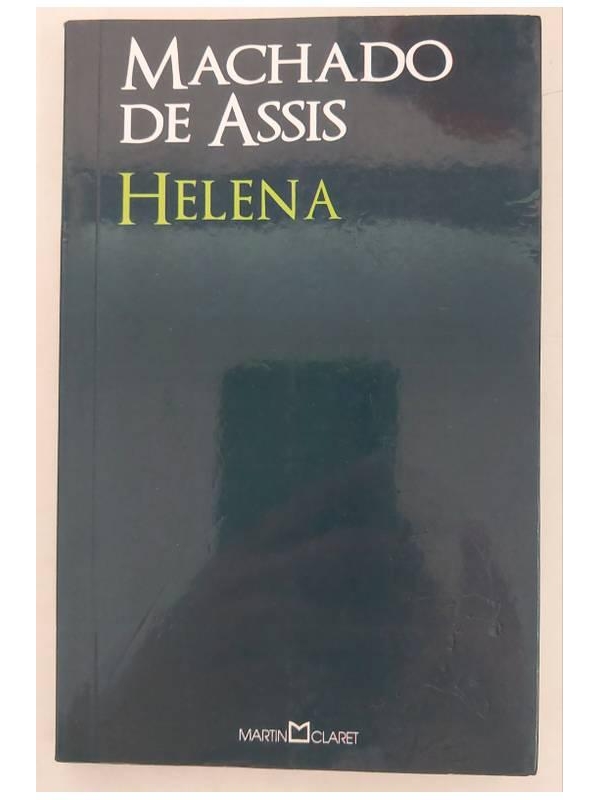 MACHADO
DE ASSIS
HELENA
MARTIN CLARET